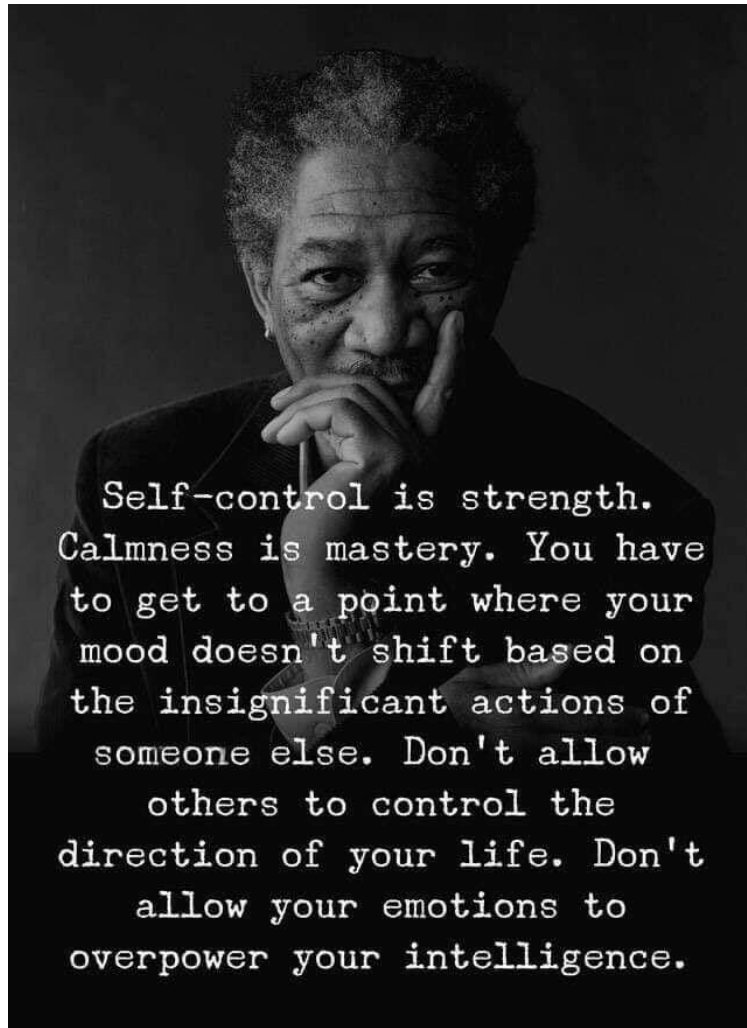 Self-control is strength.
Calmness is mastery. You have
to get to a point where your
mood doesn't shift based on
the insignificant actions of
someone else. Don't allow
others to control the
direction of your life. Don't
allow your emotions to
overpower your intelligence.